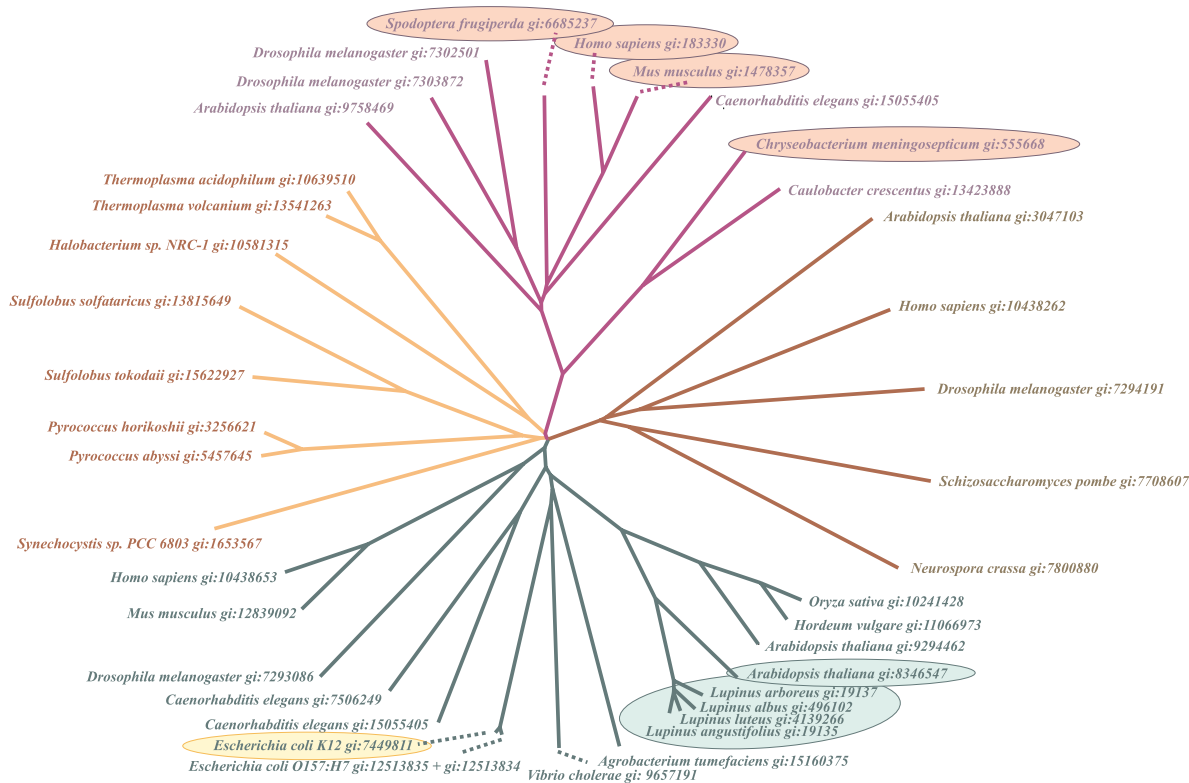 Spodoptera frugiperda gi:6685237
Homo sapiens gi:183330
Drosophila melanogaster gi:7302501
Mus musculus gi:1478357
Drosophila melanogaster gi:7303872
Caenorhabditis elegans gi:15055405
Arabidopsis thaliana gi:9758469
Chryseobacterium meningosepticum gi:555668
Thermoplasma acidophilum gi:10639510
Caulobacter crescentus gi:13423888
Thermoplasma volcanium gi:13541263
Arabidopsis thaliana gi:3047103
Halobacterium sp. NRC-1 gi:10581315
Sulfolobus solfataricus gi:13815649
Homo sapiens gi:10438262
Sulfolobus tokodaii gi:15622927
Drosophila melanogaster gi:7294191
Pyrococcus horikoshii gi:3256621
Pyrococcus abyssi gi:5457645
Schizosaccharomyces pombe gi:7708607
Synechocystis sp. PCC 6803 gi:1653567
Neurospora crassa gi:7800880
Homo sapiens gi:10438653
Oryza sativa gi:10241428
Mus musculus gi:12839092
Hordeum vulgare gi:11066973
Arabidopsis thaliana gi:9294462
Drosophila melanogaster gi:7293086
Arabidopsis thaliana gi:8346547
Caenorhabditis elegans gi:7506249
Lupinus arboreus gi:19137
Lupinus albus gi:496102
Lupinus luteus gi:4139266
Caenorhabditis elegans gi:15055405
Lupinus angustifolius gi:19135
Escherichia coli K12 gi:7449811
Escherichia coli O157:H7 gi:12513835 + gi:12513834
Agrobacterium tumefaciens gi:15160375
Vibrio cholerae gi: 9657191